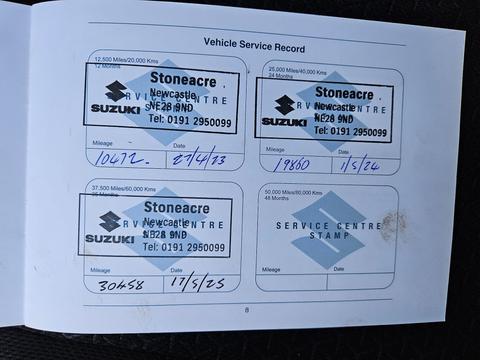 Vehicle Service Record
12,500 Miles/20,000 Kms
12 Months
Stoneacre
Newcastle
NE28 9ND
Tel: 0191 2950099
SUZUKI
SERVICE CENTRE
STAMP
Mileage Date
10472 27/4/23
25,000 Miles/40,000 Kms
24 Months
Stoneacre
Newcastle
NE28 9ND
Tel: 0191 2950099
SUZUKI
RVICE CENTRE
Mileage Date
19860 1/5/24
37,500 Miles/60,000 Kms
36 Months
Stoneacre
Newcastle
NE28 9ND
Tel: 0191 2950099
SUZUKI
RVICE CENTRE
Mileage Date
30458 17/5/25
50,000 Miles/80,000 Kms
48 Months
SERVICE CENTRE
STAMP
Mileage Date
8